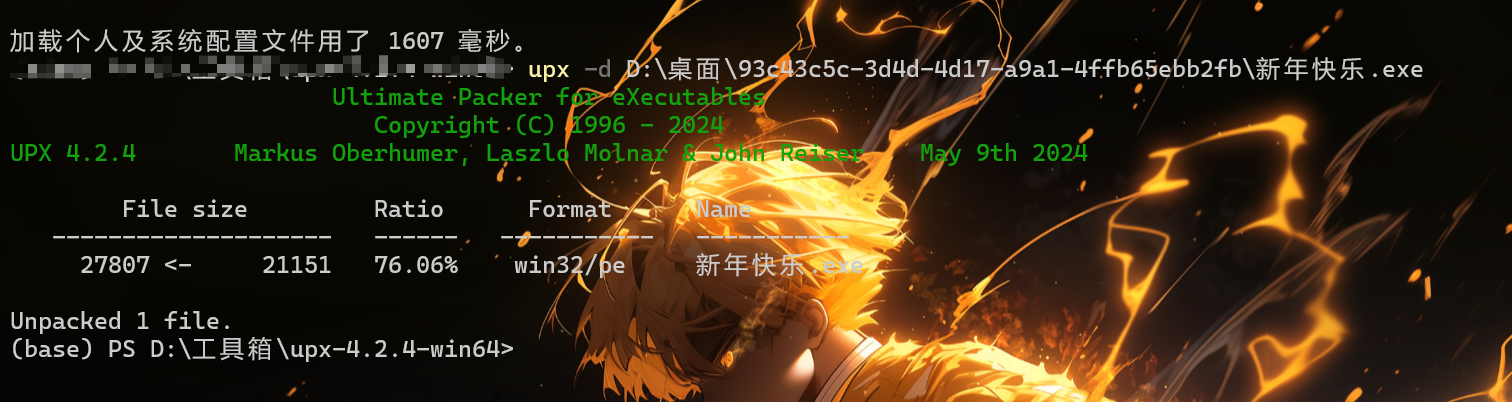 加载个人及系统配置文件用了 1607 毫秒。
upx -d D:\桌面\93c43c5c-3d4d-4d17-a9a1-4ffb65ebb2fb\新年快乐.exe
Ultimate Packer for eXecutables
Copyright (C) 1996 - 2024
UPX 4.2.4 Markus Oberhumer, Laszlo Molnar & John Reiser May 9th 2024
File size Ratio Format Name
-------------------- ------ ----------- -----------
27807 <- 21151 76.06% win32/pe 新年快乐.exe
Unpacked 1 file.
(base) PS D:\工具箱\upx-4.2.4-win64>